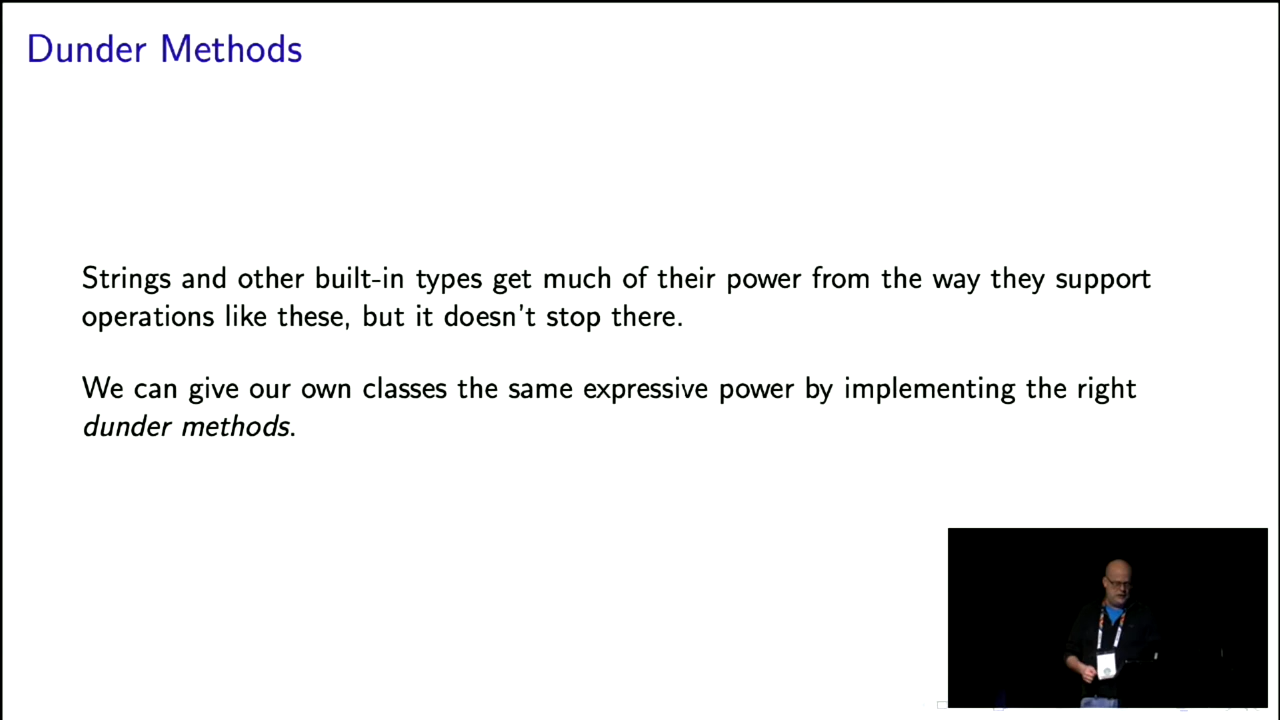 Dunder Methods
Strings and other built-in types get much of their power from the way they support
operations like these, but it doesn't stop there.
We can give our own classes the same expressive power by implementing the right
dunder methods.